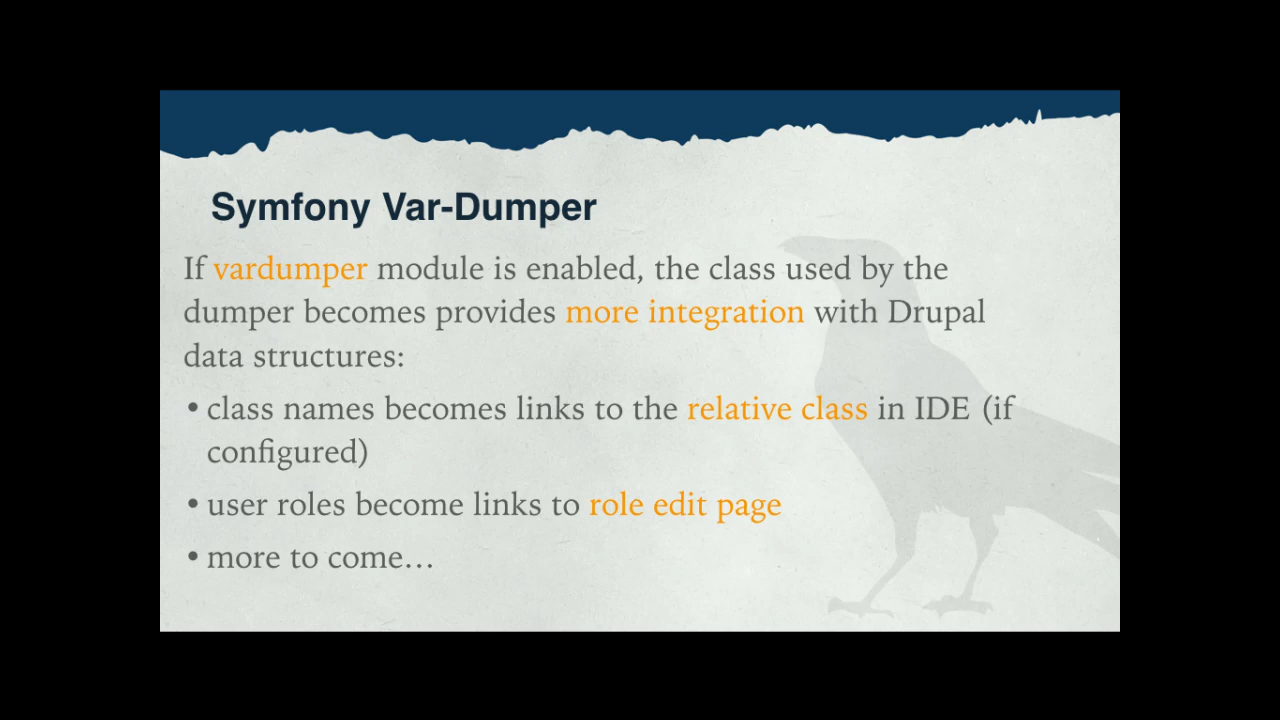 Symfony Var-Dumper
If vardumper module is enabled, the class used by the
dumper becomes provides more integration with Drupal
data structures:
• class names becomes links to the relative class in IDE (if
configured)
• user roles become links to role edit page
• more to come…